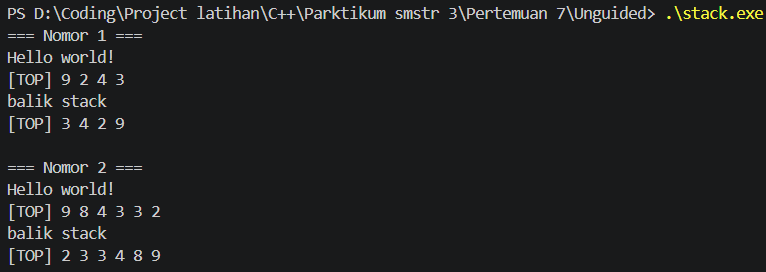 PS D:\Coding\Project latihan\C++\Parktikum smstr 3\Pertemuan 7\Unguided> .\stack.exe
=== Nomor 1 ===
Hello world!
[TOP] 9 2 4 3
balik stack
[TOP] 3 4 2 9
=== Nomor 2 ===
Hello world!
[TOP] 9 8 4 3 3 2
balik stack
[TOP] 2 3 3 4 8 9